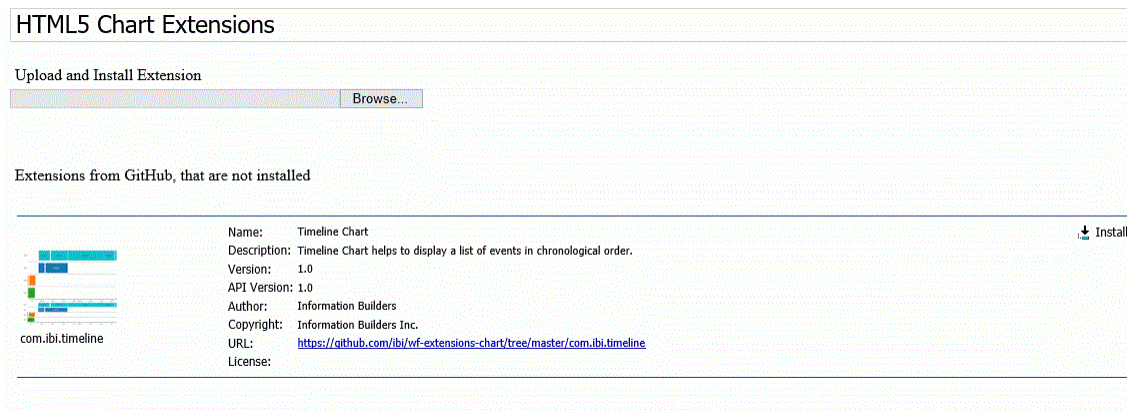 HTML5 Chart Extensions
Upload and Install Extension
Browse...
Extensions from GitHub, that are not installed
Name: Timeline Chart
Install
Description: Timeline Chart helps to display a list of events in chronological order.
Version: 1.0
API Version: 1.0
Author: Information Builders
Copyright: Information Builders Inc.
URL: https://github.com/ibi/wf-extensions-chart/tree/master/com.ibi.timeline
License:
com.ibi.timeline